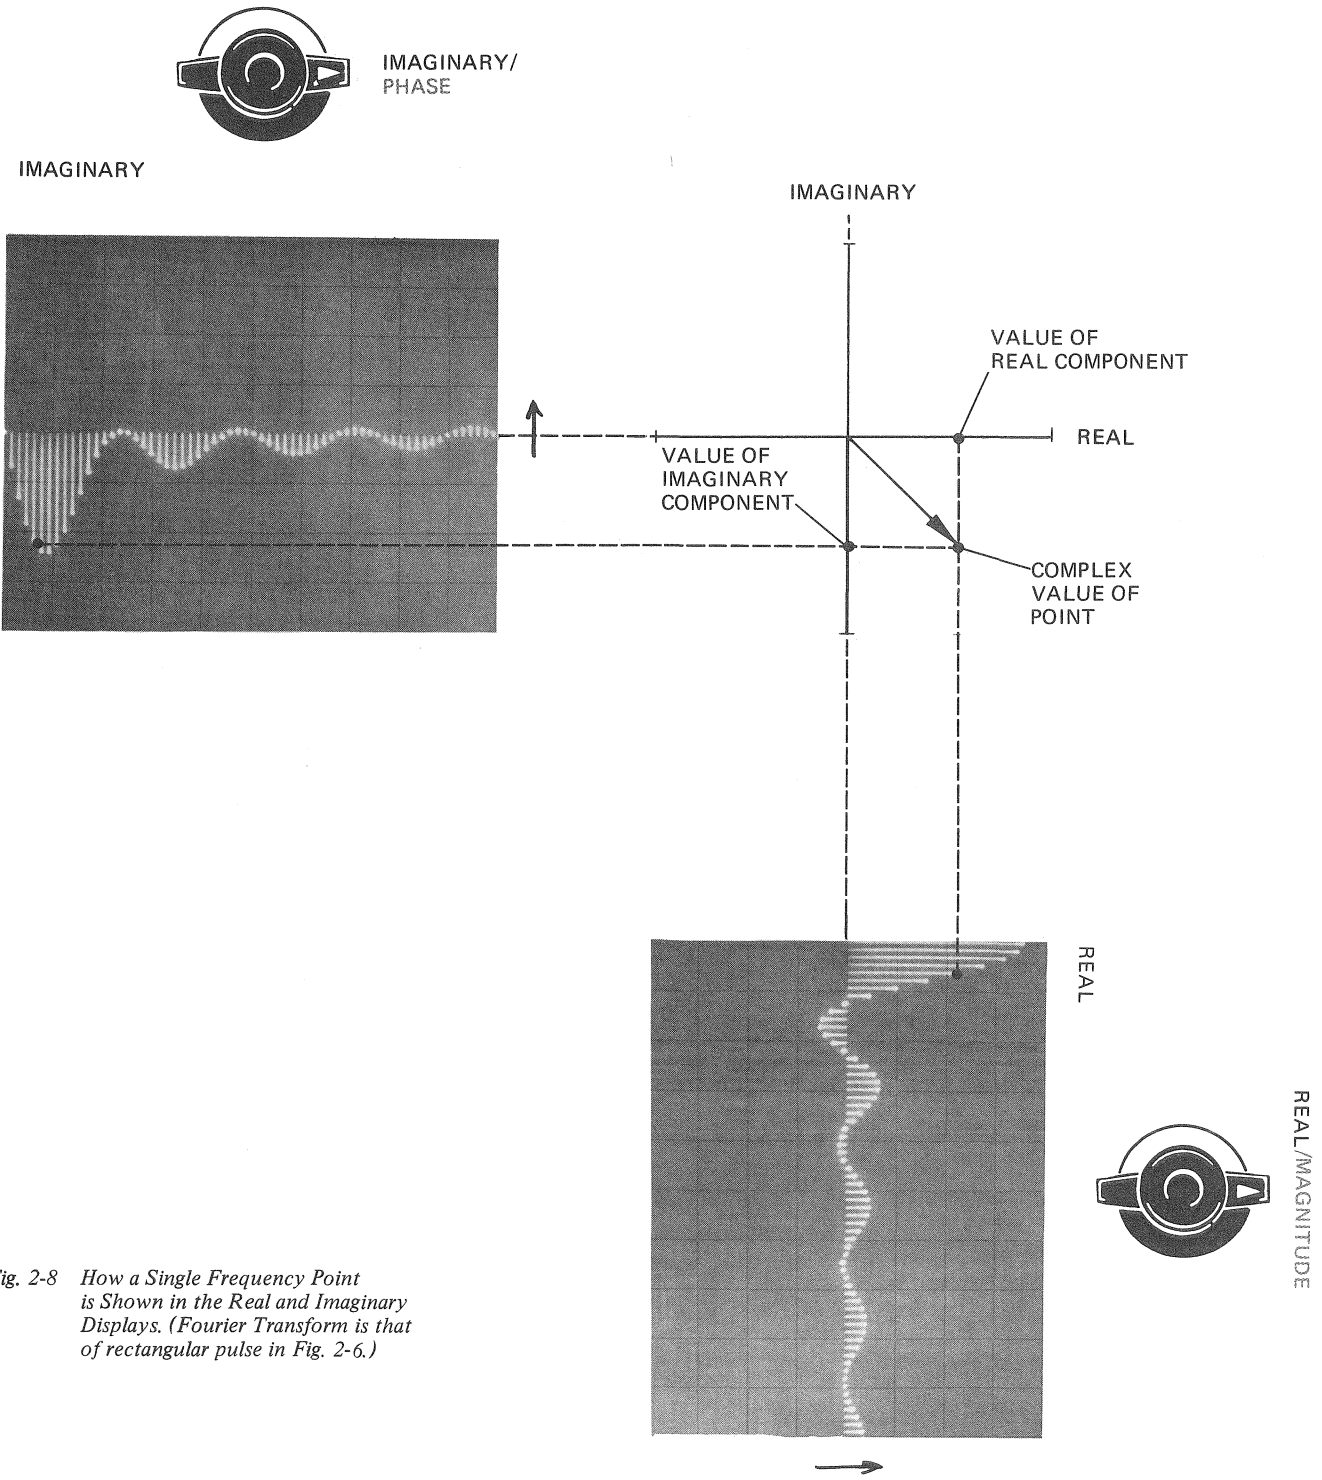 IMAGINARY/
PHASE
IMAGINARY
IMAGINARY
VALUE OF
REAL COMPONENT
REAL
VALUE OF
IMAGINARY
COMPONENT
COMPLEX
VALUE OF
POINT
REAL
REAL/MAGNITUDE
ig. 2-8 How a Single Frequency Point
is Shown in the Real and Imaginary
Displays. (Fourier Transform is that
of rectangular pulse in Fig. 2-6.)